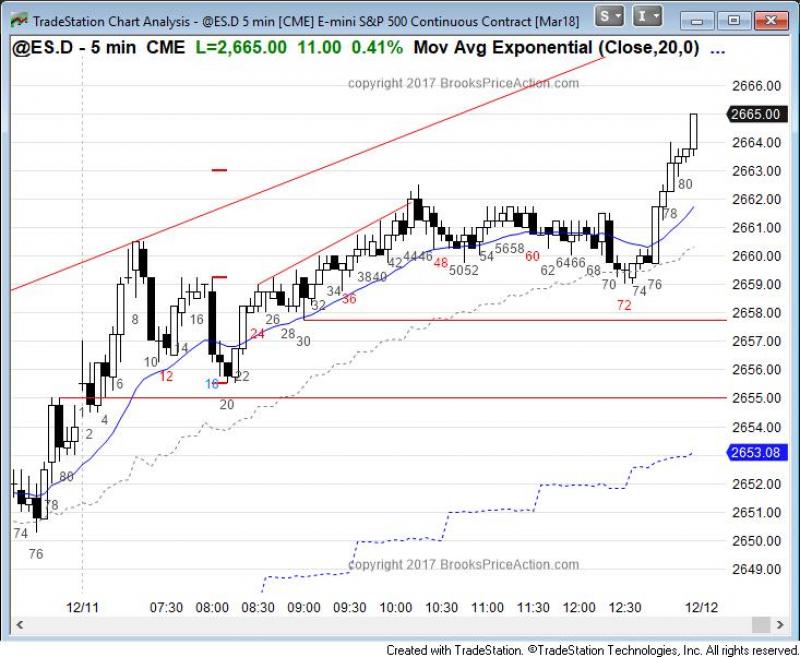 TradeStation Chart Analysis - @ES.D 5 min [CME] E-mini S&P 500 Continuous Contract [Mar18]
S I
@ES.D - 5 min CME L=2,665.00 11.00 0.41% Mov Avg Exponential (Close,20,0) ...
copyright 2017 BrooksPriceAction.com
2666.00
2665.00
2664.00
2663.00
2662.00
2661.00
2660.00
2659.00
2658.00
2657.00
2656.00
2655.00
2654.00
2653.08
2652.00
2651.00
2650.00
2649.00
74 76 78 80 1 2 4 6 8 10 12 14 16 18 20 22 24 26 28 30 32 34 36 38 40 42 44 46 48 50 52 54 56 58 60 62 64 66 68 70 72 74 76 78 80
copyright 2017 BrooksPriceAction.com
12/11 07:30 08:00 08:30 09:00 09:30 10:00 10:30 11:00 11:30 12:00 12:30 12/12
Created with TradeStation. ©TradeStation Technologies, Inc. All rights reserved.